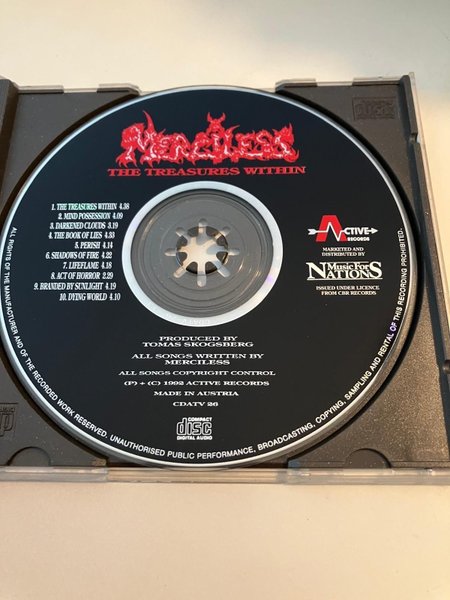 MERCILESS
THE TREASURES WITHIN
1. THE TREASURES WITHIN 4.38
2. MIND POSSESSION 4.09
3. DARKENED CLOUDS 3.19
4. THE BOOK OF LIES 4.33
5. PERISH 4.14
6. SHADOWS OF FIRE 4.22
7. LIFEFLAME 4.18
8. ACT OF HORROR 2.29
9. BRANDED BY SUNLIGHT 4.19
10. DYING WORLD 4.10
ACTIVE
RECORDS
MARKETED AND
DISTRIBUTED BY
Music For
NATIONS
ISSUED UNDER LICENCE
FROM CBR RECORDS
PRODUCED BY
TOMAS SKOGSBERG
ALL SONGS WRITTEN BY
MERCILESS
ALL SONGS COPYRIGHT CONTROL
(P) + (C) 1992 ACTIVE RECORDS
MADE IN AUSTRIA
CDATV 26
COMPACT
disc
DIGITAL AUDIO
ALL RIGHTS OF THE MANUFACTURER AND OF THE RECORDED WORK RESERVED. UNAUTHORISED PUBLIC PERFORMANCE, BROADCASTING, COPYING, SAMPLING AND RENTAL OF THIS RECORDING PROHIBITED.